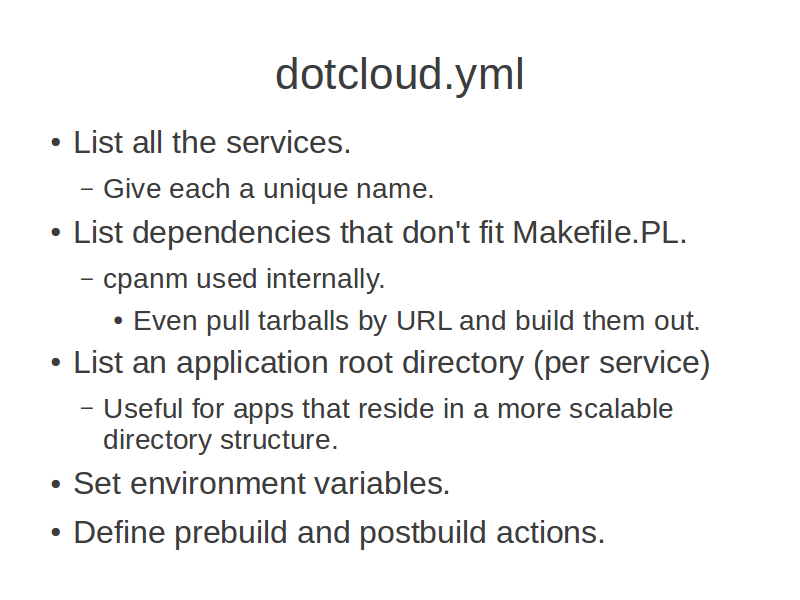 dotcloud.yml
• List all the services.
– Give each a unique name.
• List dependencies that don't fit Makefile.PL.
– cpanm used internally.
• Even pull tarballs by URL and build them out.
• List an application root directory (per service)
– Useful for apps that reside in a more scalable
directory structure.
• Set environment variables.
• Define prebuild and postbuild actions.